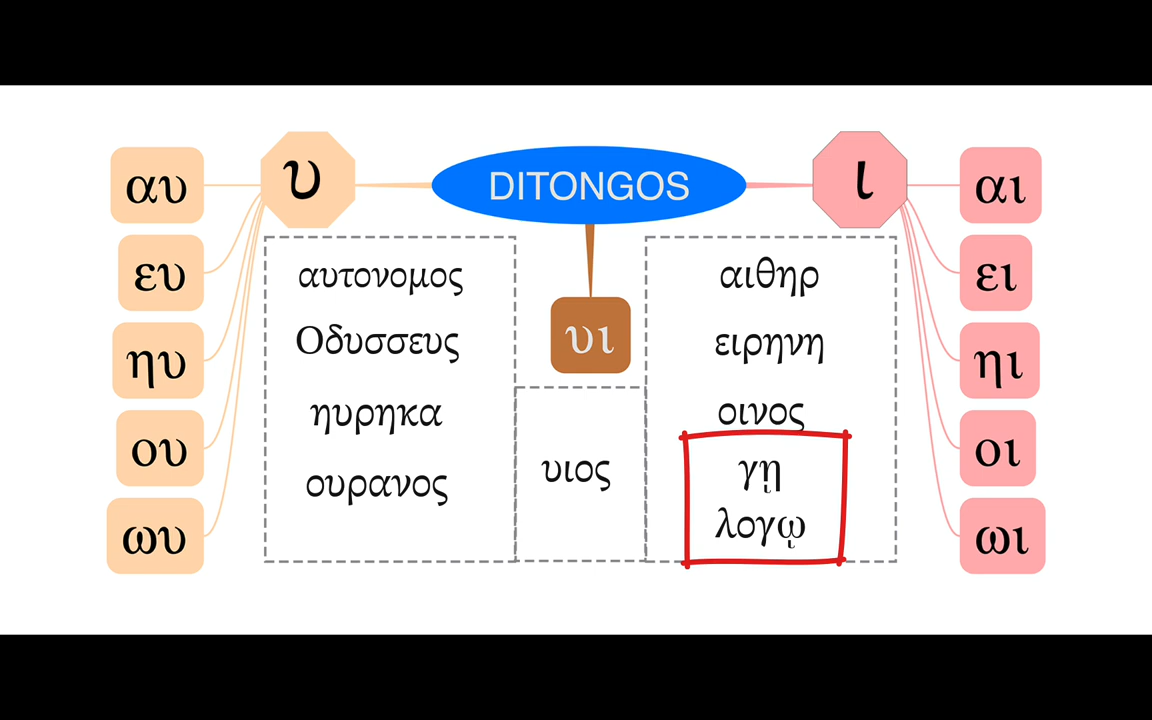 DITONGOS
υ
αυ
ευ
ηυ
ου
ωυ
αυτονομος
Οδυσσευς
ηυρηκα
ουρανος
υι
υιος
ι
αι
ει
ηι
οι
ωι
αιθηρ
ειρηνη
οινος
γῃ
λογῳ